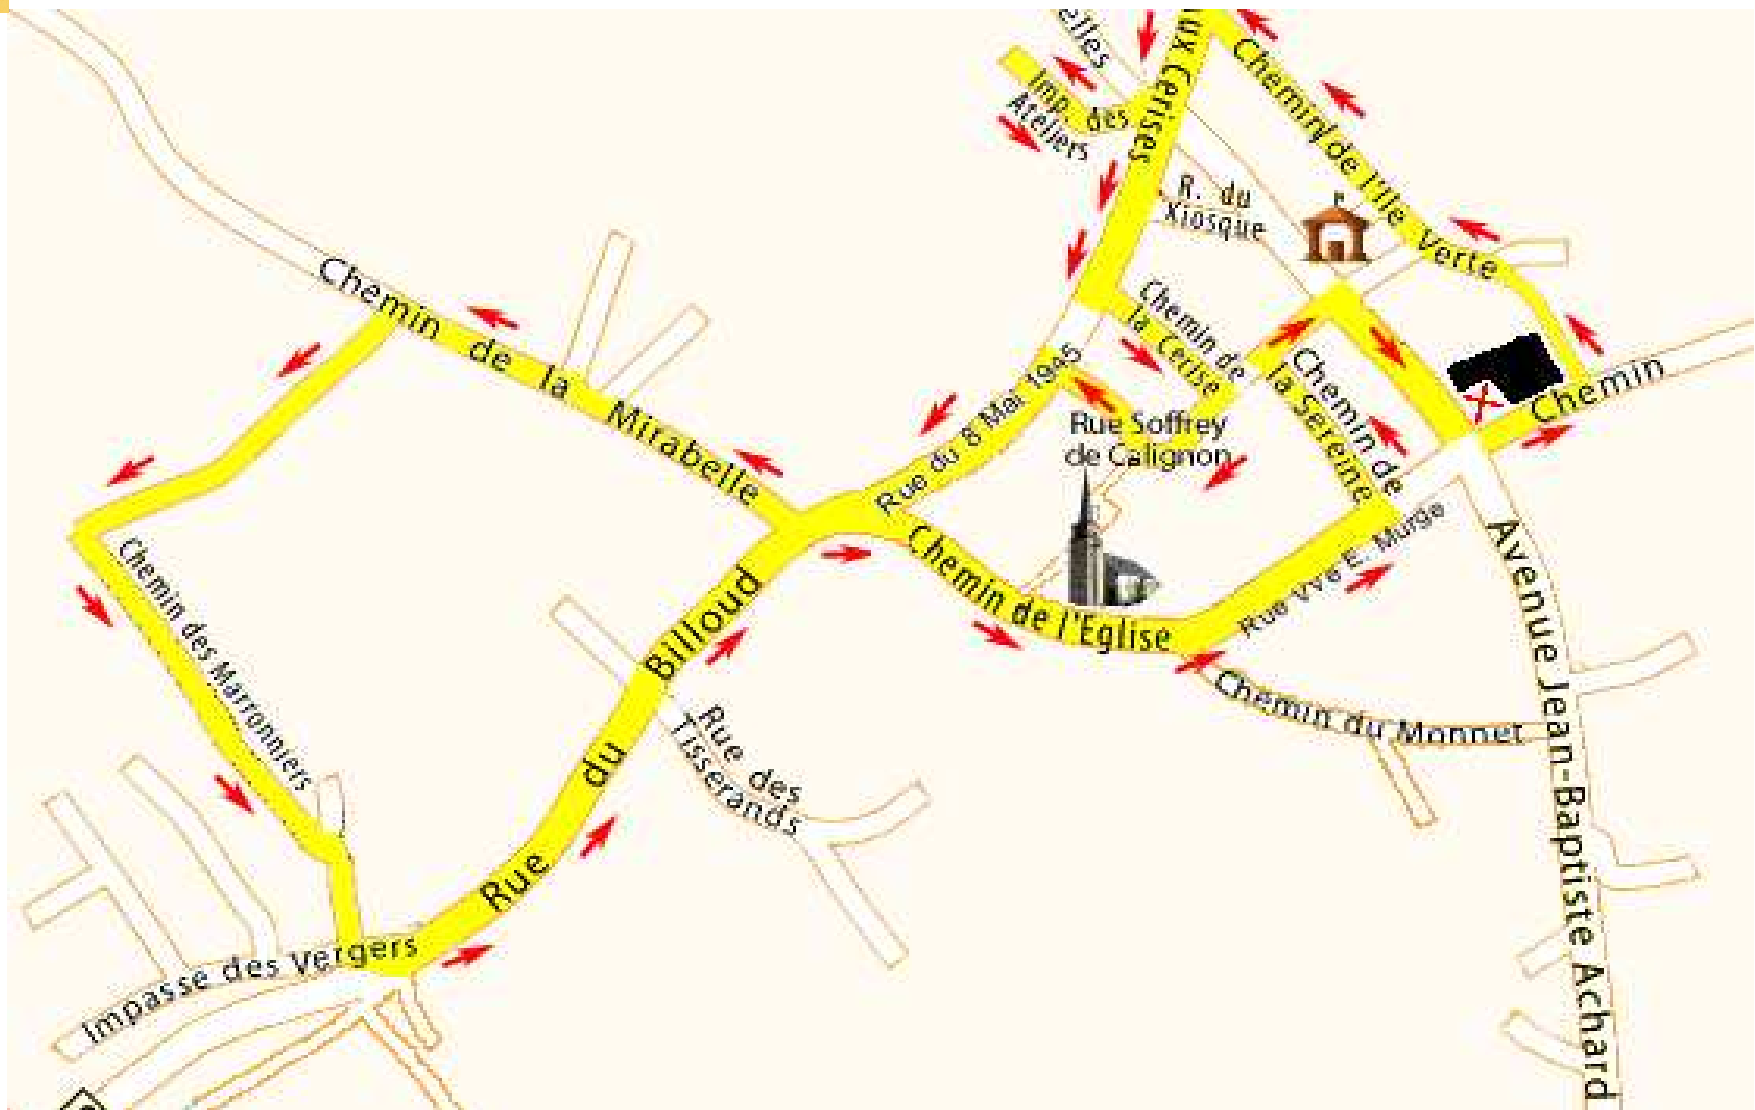 elles
ux Cerises
Imp. des
Ateliers
Chemin de l'Ile Verte
R. du
Kiosque
Chemin de
la Cerise
Chemin de la Mirabelle
Rue du 8 Mai 1945
Chemin de
la Sereine
Chemin
Rue Soffrey
de Calignon
Chemin de l'Eglise
Rue Vve E. Murge
Chemin des Marronniers
Rue du Billoud
Avenue Jean-Baptiste Achard
Rue des
Tisserands
Chemin du Monnet
Impasse des Vergers